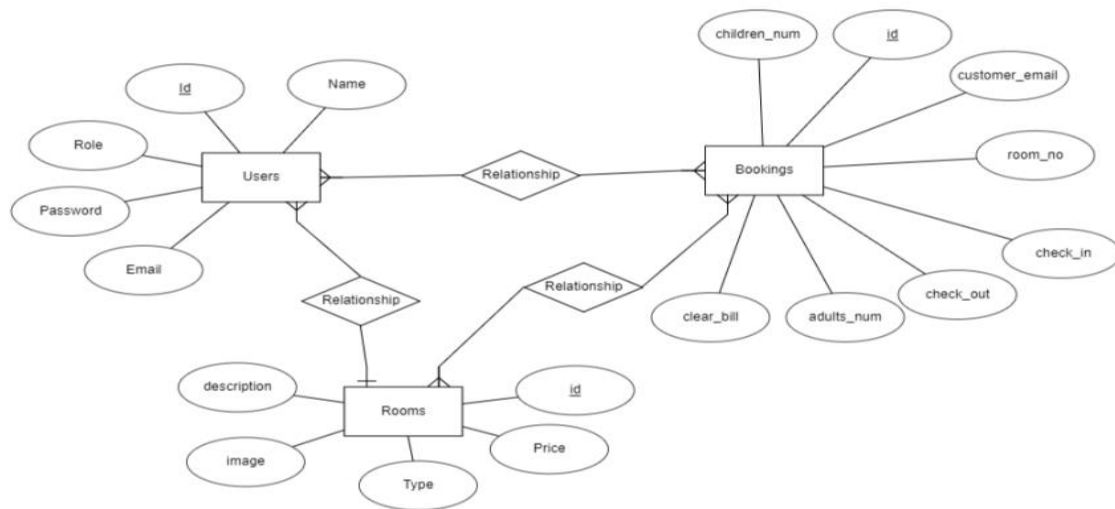 children_num
id
customer_email
Id
Name
Role
room_no
Users
Relationship
Bookings
Password
Email
check_in
Relationship
Relationship
check_out
clear_bill
adults_num
description
id
Rooms
Price
image
Type